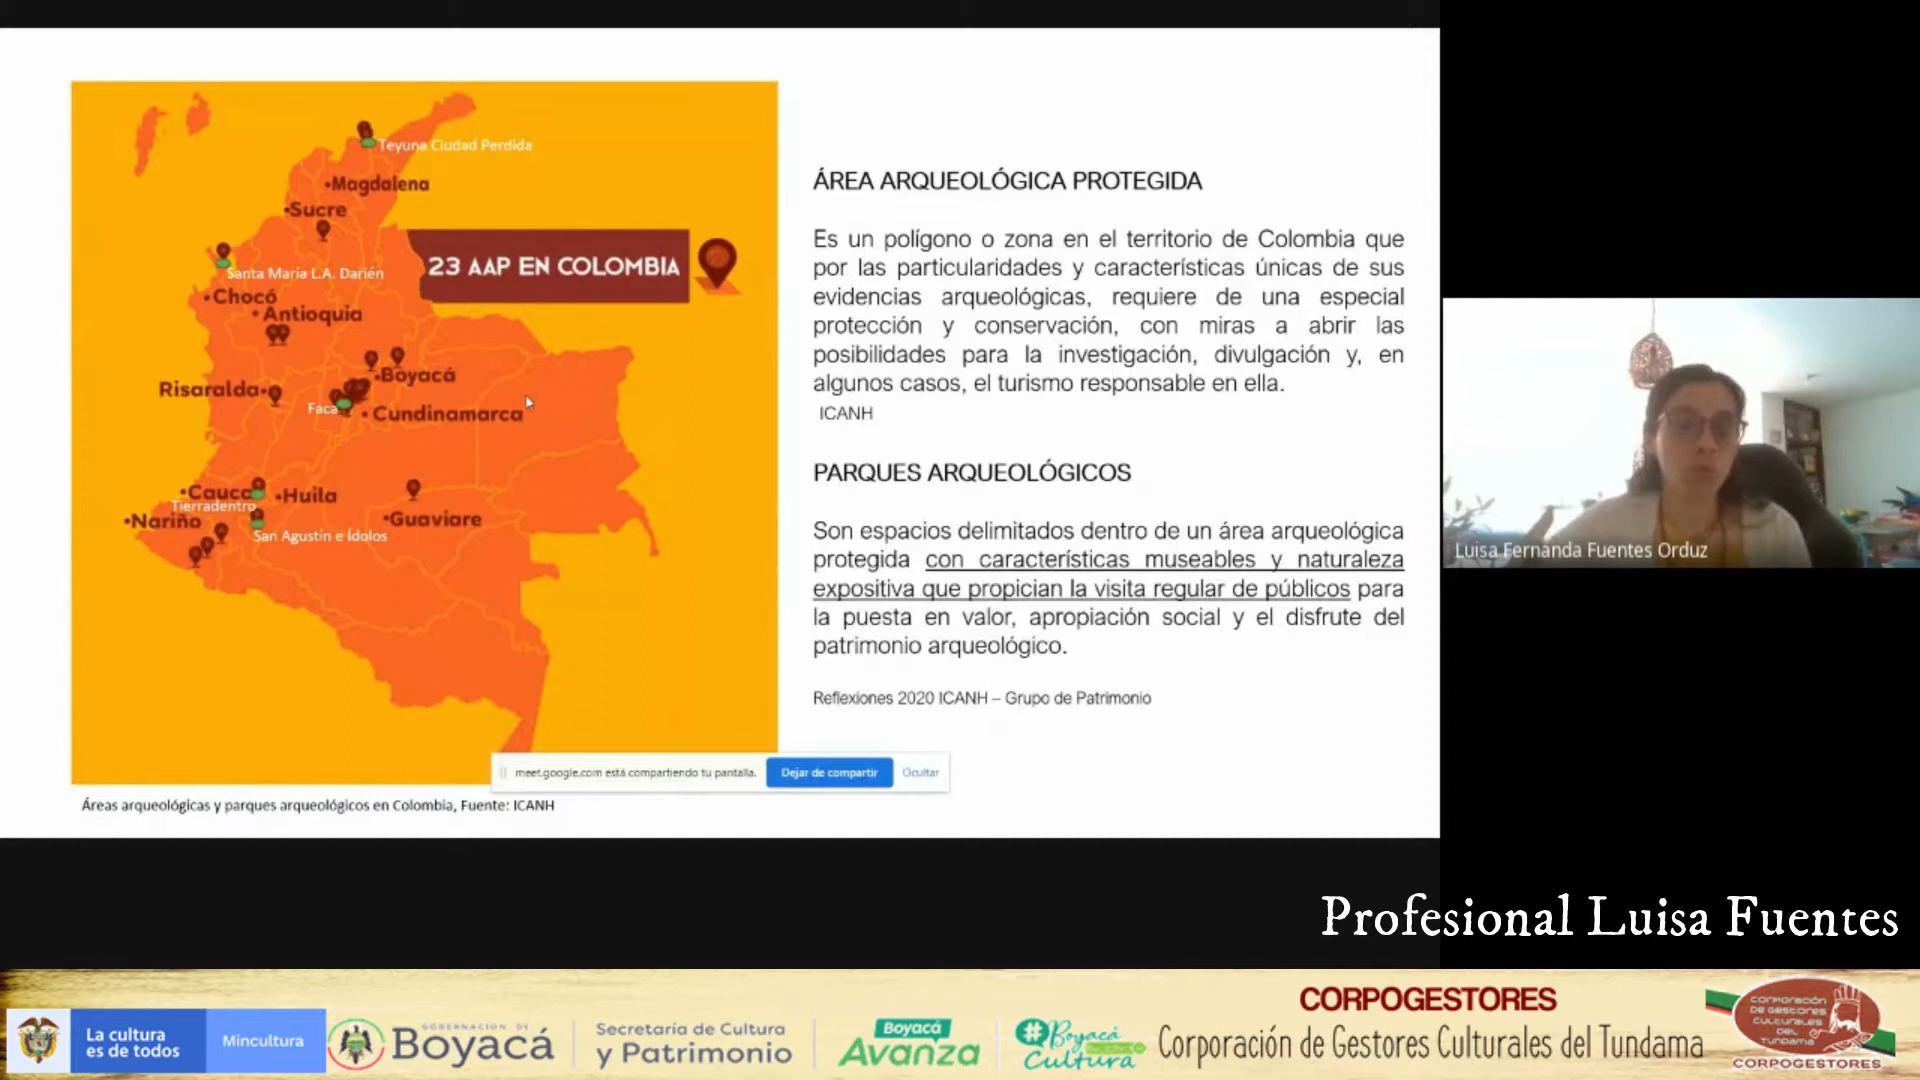 Teyuna Ciudad Perdida
•Magdalena
•Sucre
23 AAP EN COLOMBIA
Santa María L.A. Darién
•Chocó
•Antioquia
•Boyacá
Risaralda•
Faca
•Cundinamarca
•Cauca
•Huila
Tierradentro
•Nariño
•Guaviare
San Agustín e Ídolos
Áreas arqueológicas y parques arqueológicos en Colombia, Fuente: ICANH
ÁREA ARQUEOLÓGICA PROTEGIDA
Es un polígono o zona en el territorio de Colombia que
por las particularidades y características únicas de sus
evidencias arqueológicas, requiere de una especial
protección y conservación, con miras a abrir las
posibilidades para la investigación, divulgación y, en
algunos casos, el turismo responsable en ella.
ICANH
PARQUES ARQUEOLÓGICOS
Son espacios delimitados dentro de un área arqueológica
protegida con características museables y naturaleza
expositiva que propician la visita regular de públicos para
la puesta en valor, apropiación social y el disfrute del
patrimonio arqueológico.
Reflexiones 2020 ICANH – Grupo de Patrimonio
meet.google.com está compartiendo tu pantalla.
Dejar de compartir
Ocultar
Luisa Fernanda Fuentes Orduz
Profesional Luisa Fuentes
La cultura
es de todos
Mincultura
GOBERNACIÓN DE
Boyacá
Secretaría de Cultura
y Patrimonio
Boyacá
Avanza
#Boyacá
Cultura
CORPOGESTORES
Corporación de Gestores Culturales del Tundama
CORPORACIÓN
DE GESTORES
CULTURALES
DEL
TUNDAMA
CORPOGESTORES